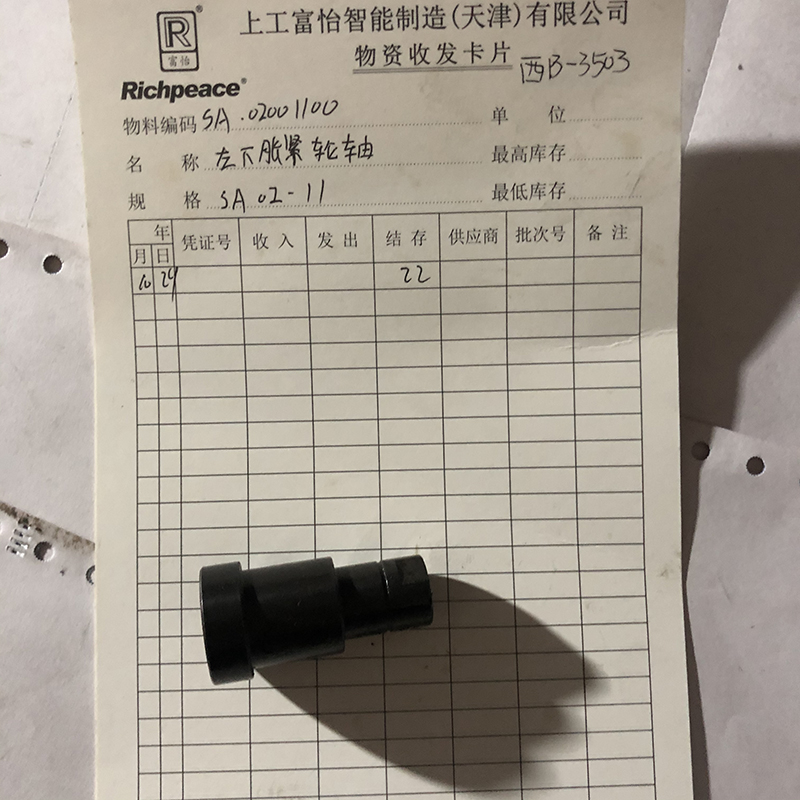 R®
富怡
Richpeace®
上工富怡智能制造(天津)有限公司
物资收发卡片 西B-3503
物料编码 SA.02001100 单 位
名 称 左下胀紧轮轴 最高库存
规 格 SA02-11 最低库存
年 凭证号 收入 发出 结存 供应商 批次号 备注
月 日
10 24 22